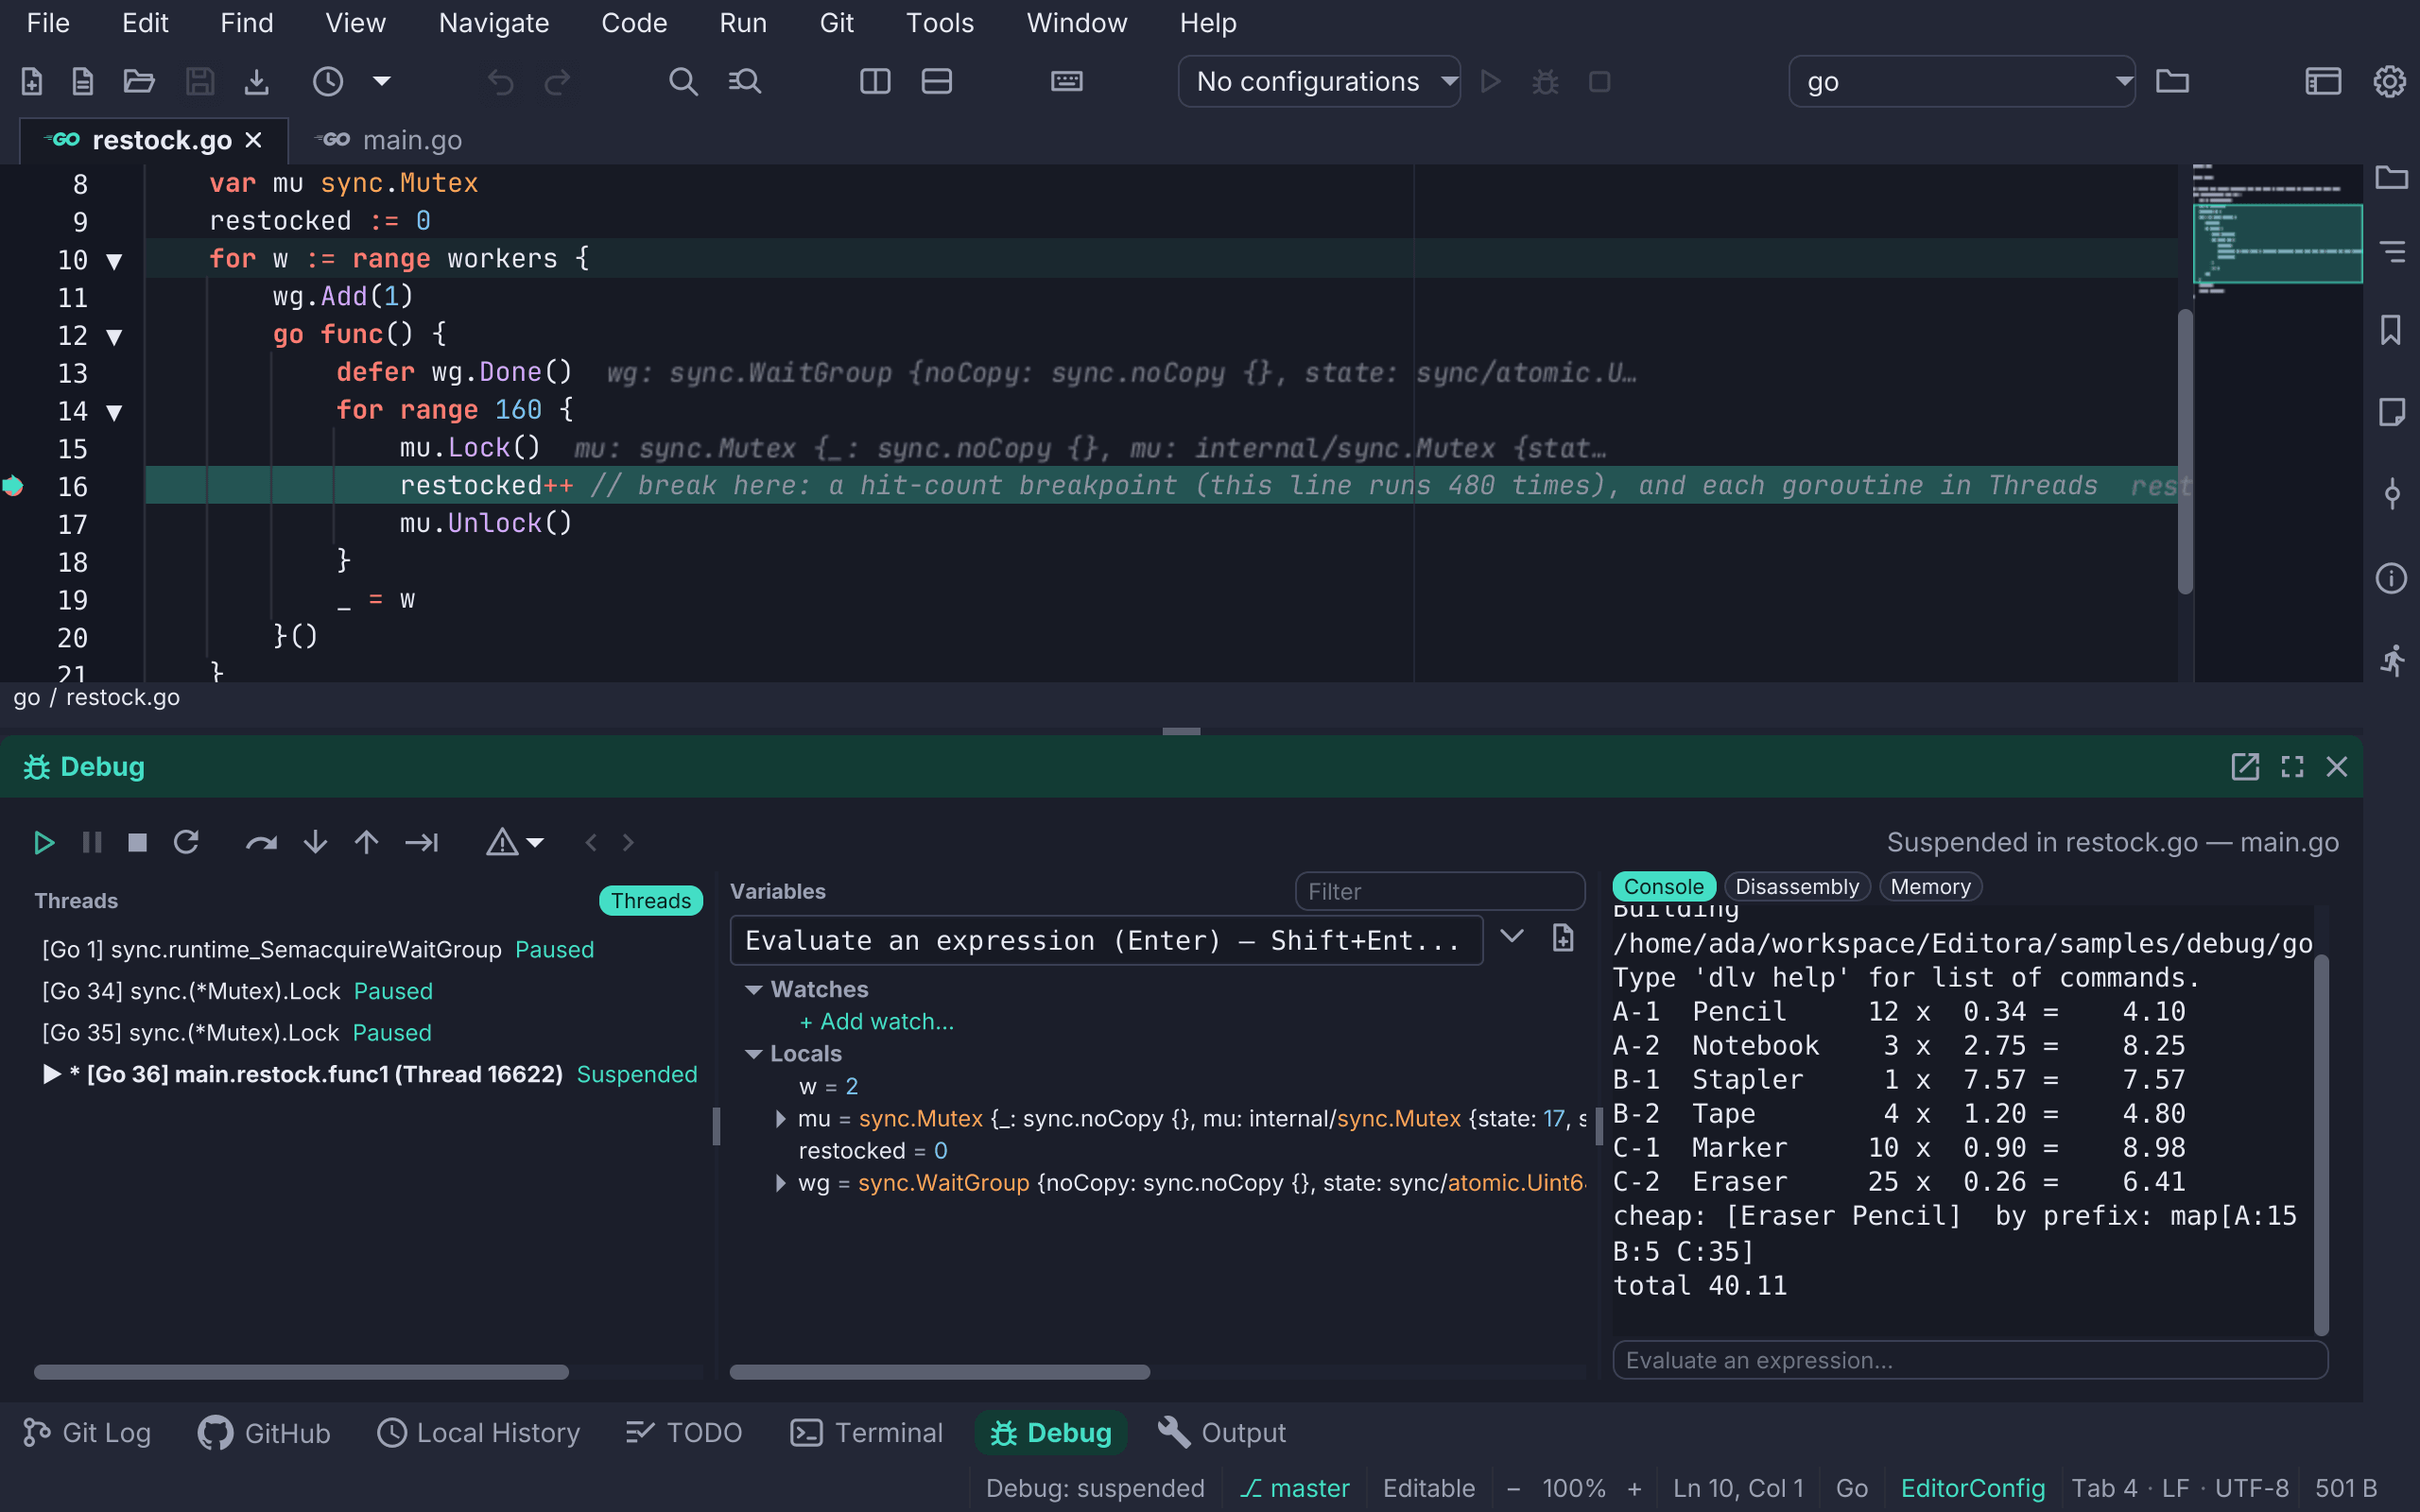 File Edit Find View Navigate Code Run Git Tools Window Help
No configurations go
restock.go main.go
8 var mu sync.Mutex
9 restocked := 0
10 for w := range workers {
11 wg.Add(1)
12 go func() {
13 defer wg.Done() wg: sync.WaitGroup {noCopy: sync.noCopy {}, state: sync/atomic.U…
14 for range 160 {
15 mu.Lock() mu: sync.Mutex {_: sync.noCopy {}, mu: internal/sync.Mutex {stat…
16 restocked++ // break here: a hit-count breakpoint (this line runs 480 times), and each goroutine in Threads rest
17 mu.Unlock()
18 }
19 _ = w
20 }()
21 }
go / restock.go
Debug
Suspended in restock.go — main.go
Threads Threads
[Go 1] sync.runtime_SemacquireWaitGroup Paused
[Go 34] sync.(*Mutex).Lock Paused
[Go 35] sync.(*Mutex).Lock Paused
* [Go 36] main.restock.func1 (Thread 16622) Suspended
Variables Filter
Evaluate an expression (Enter) — Shift+Ent...
Watches
+ Add watch...
Locals
w = 2
mu = sync.Mutex {_: sync.noCopy {}, mu: internal/sync.Mutex {state: 17, s
restocked = 0
wg = sync.WaitGroup {noCopy: sync.noCopy {}, state: sync/atomic.Uint6
Console Disassembly Memory
Building
/home/ada/workspace/Editora/samples/debug/go
Type 'dlv help' for list of commands.
A-1 Pencil 12 x 0.34 = 4.10
A-2 Notebook 3 x 2.75 = 8.25
B-1 Stapler 1 x 7.57 = 7.57
B-2 Tape 4 x 1.20 = 4.80
C-1 Marker 10 x 0.90 = 8.98
C-2 Eraser 25 x 0.26 = 6.41
cheap: [Eraser Pencil] by prefix: map[A:15
B:5 C:35]
total 40.11
Evaluate an expression...
Git Log GitHub Local History TODO Terminal Debug Output
Debug: suspended master Editable − 100% + Ln 10, Col 1 Go EditorConfig Tab 4 · LF · UTF-8 501 B